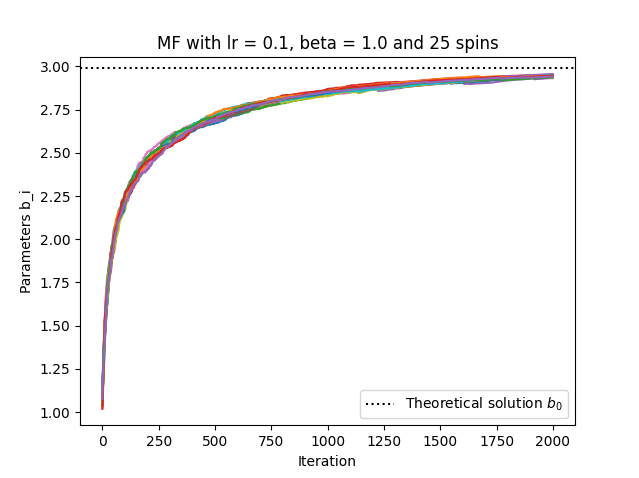 MF with lr = 0.1, beta = 1.0 and 25 spins
3.00
2.75
2.50
2.25
2.00
1.75
1.50
1.25
1.00
Parameters b_i
Theoretical solution b₀
0 250 500 750 1000 1250 1500 1750 2000
Iteration